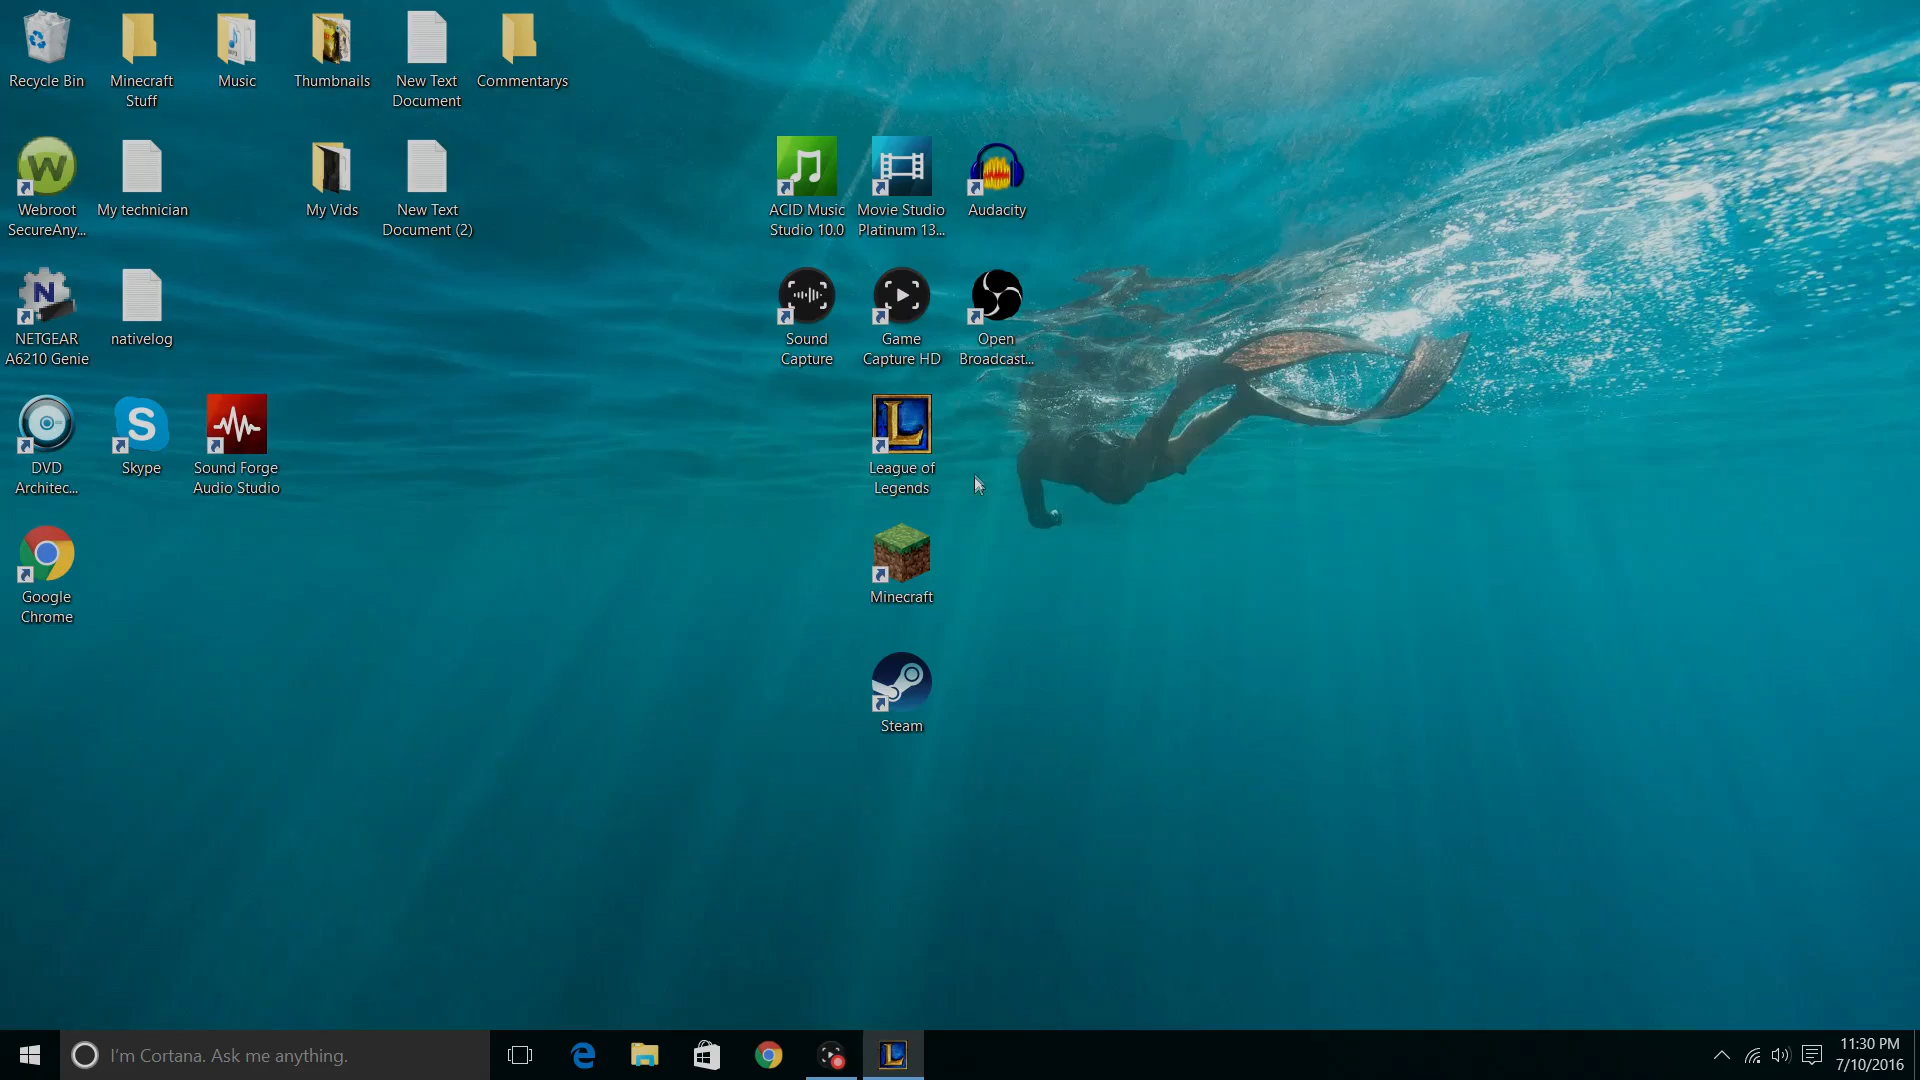 Recycle Bin
Minecraft
Stuff
Music
Thumbnails
New Text
Document
Commentarys
Webroot
SecureAny...
My technician
My Vids
New Text
Document (2)
ACID Music
Studio 10.0
Movie Studio
Platinum 13...
Audacity
NETGEAR
A6210 Genie
nativelog
Sound
Capture
Game
Capture HD
Open
Broadcast...
DVD
Architec...
Skype
Sound Forge
Audio Studio
League of
Legends
Google
Chrome
Minecraft
Steam
I'm Cortana. Ask me anything.
11:30 PM
7/10/2016